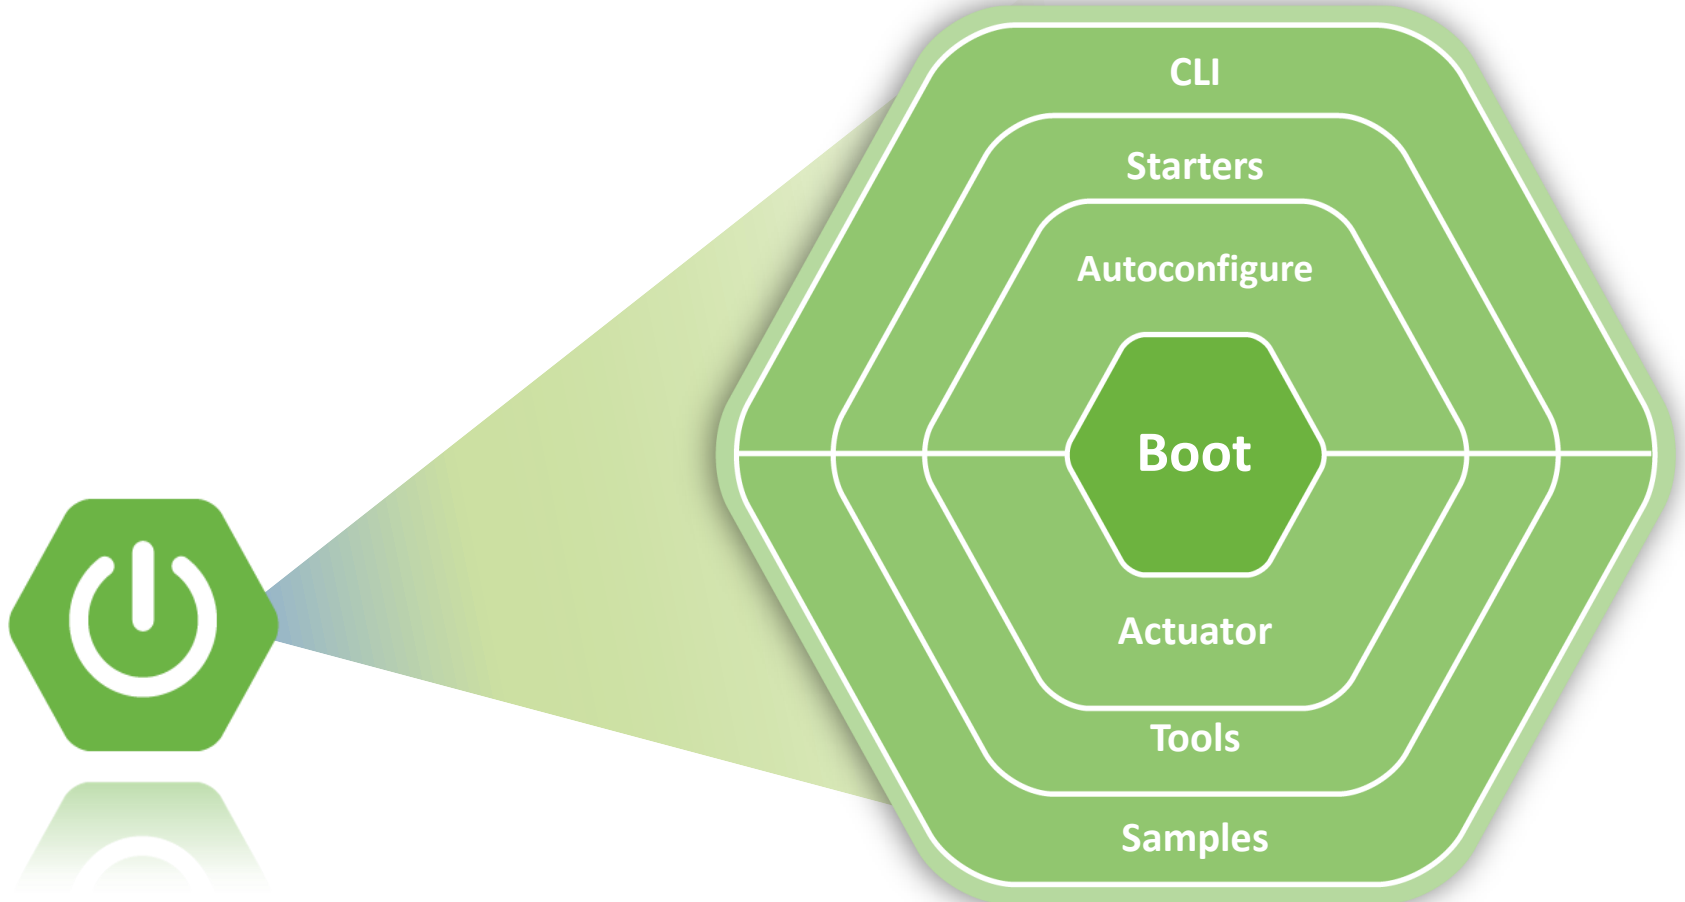 CLI
Starters
Autoconfigure
Boot
Actuator
Tools
Samples